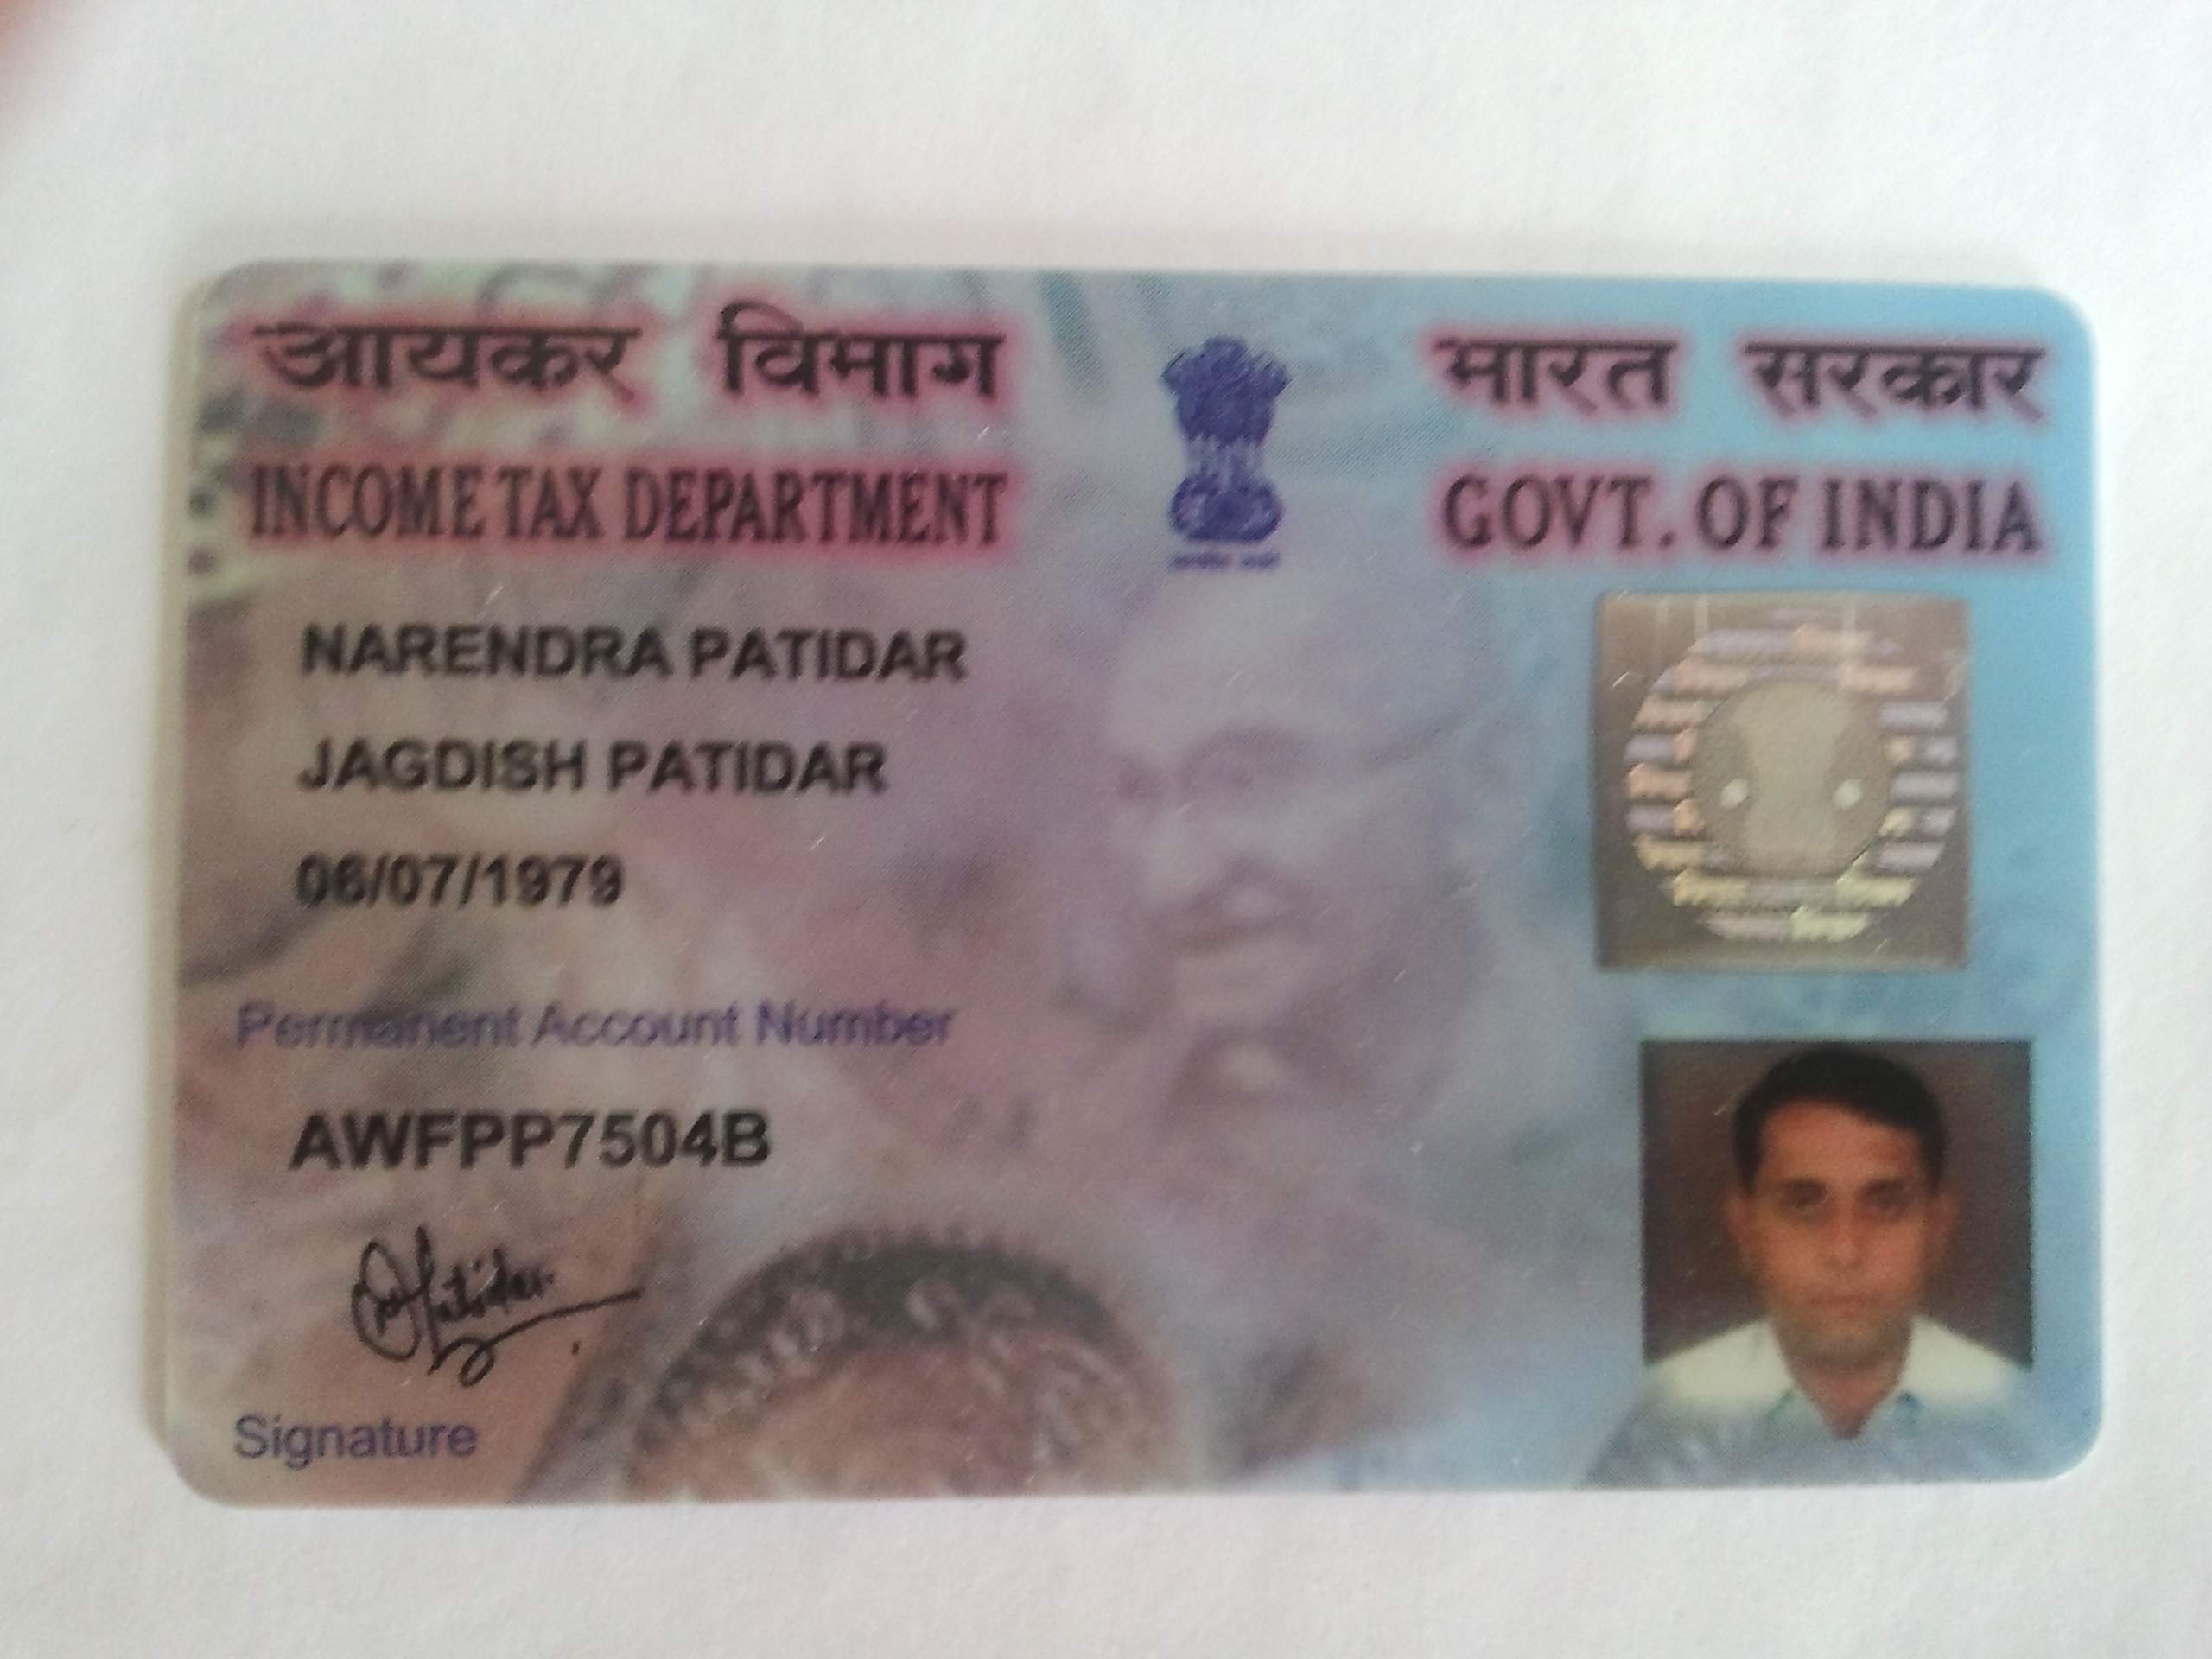 आयकर विभाग
INCOME TAX DEPARTMENT
भारत सरकार
GOVT. OF INDIA
NARENDRA PATIDAR
JAGDISH PATIDAR
06/07/1979
Permanent Account Number
AWFPP7504B
Signature